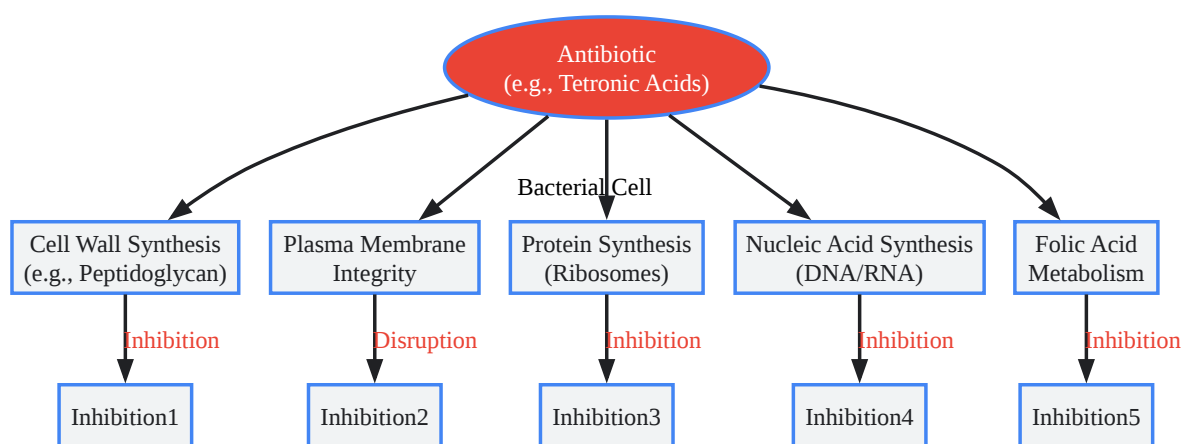 Antibiotic
(e.g., Tetronic Acids)
Bacterial Cell
Cell Wall Synthesis
(e.g., Peptidoglycan)
Plasma Membrane
Integrity
Protein Synthesis
(Ribosomes)
Nucleic Acid Synthesis
(DNA/RNA)
Folic Acid
Metabolism
Inhibition
Disruption
Inhibition
Inhibition
Inhibition
Inhibition1
Inhibition2
Inhibition3
Inhibition4
Inhibition5